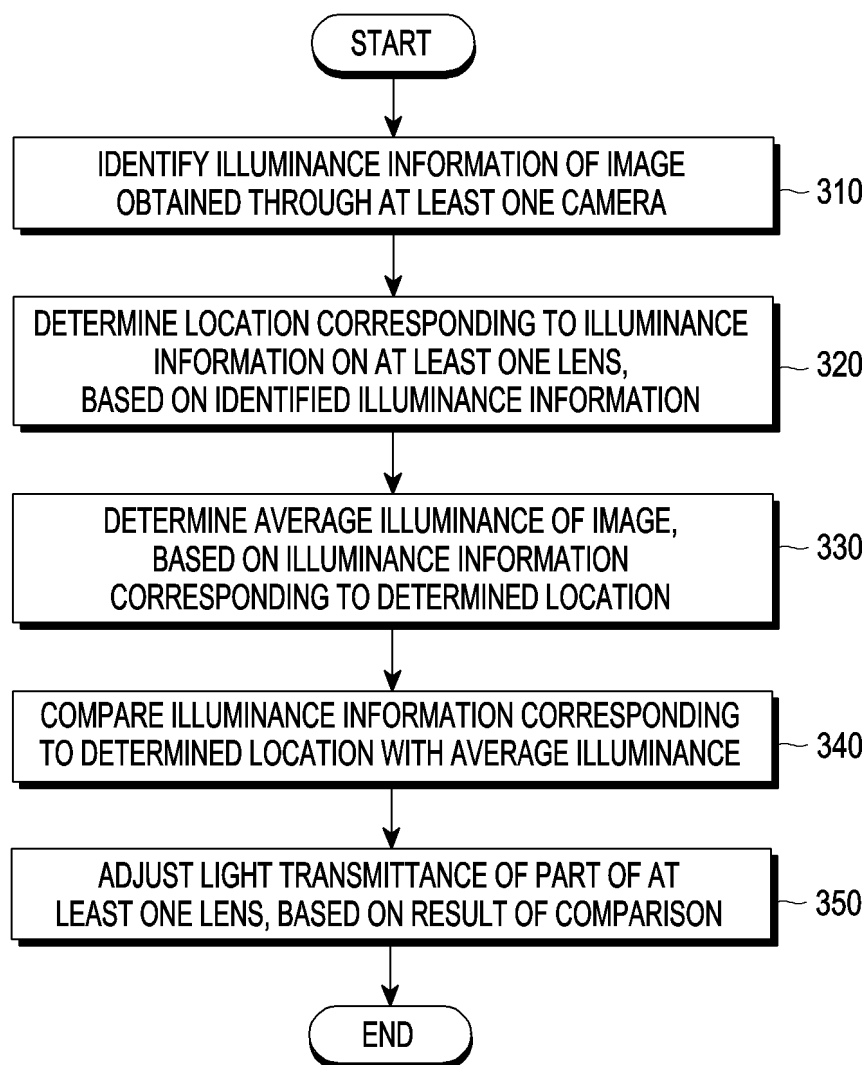 START
IDENTIFY ILLUMINANCE INFORMATION OF IMAGE
OBTAINED THROUGH AT LEAST ONE CAMERA
310
DETERMINE LOCATION CORRESPONDING TO ILLUMINANCE
INFORMATION ON AT LEAST ONE LENS,
BASED ON IDENTIFIED ILLUMINANCE INFORMATION
320
DETERMINE AVERAGE ILLUMINANCE OF IMAGE,
BASED ON ILLUMINANCE INFORMATION
CORRESPONDING TO DETERMINED LOCATION
330
COMPARE ILLUMINANCE INFORMATION CORRESPONDING
TO DETERMINED LOCATION WITH AVERAGE ILLUMINANCE
340
ADJUST LIGHT TRANSMITTANCE OF PART OF AT
LEAST ONE LENS, BASED ON RESULT OF COMPARISON
350
END